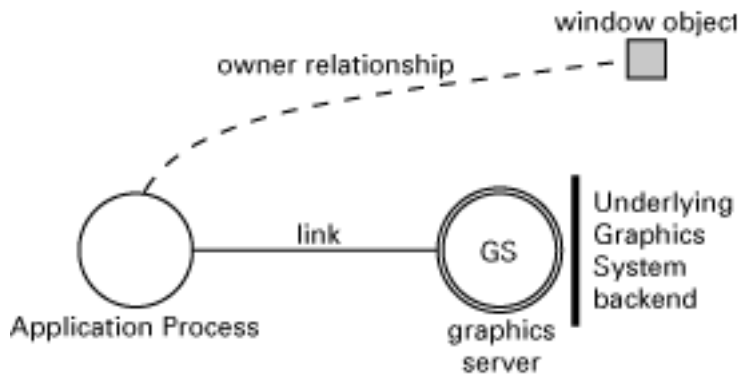 window object
owner relationship
link
GS
Underlying
Graphics
System
backend
Application Process
graphics
server